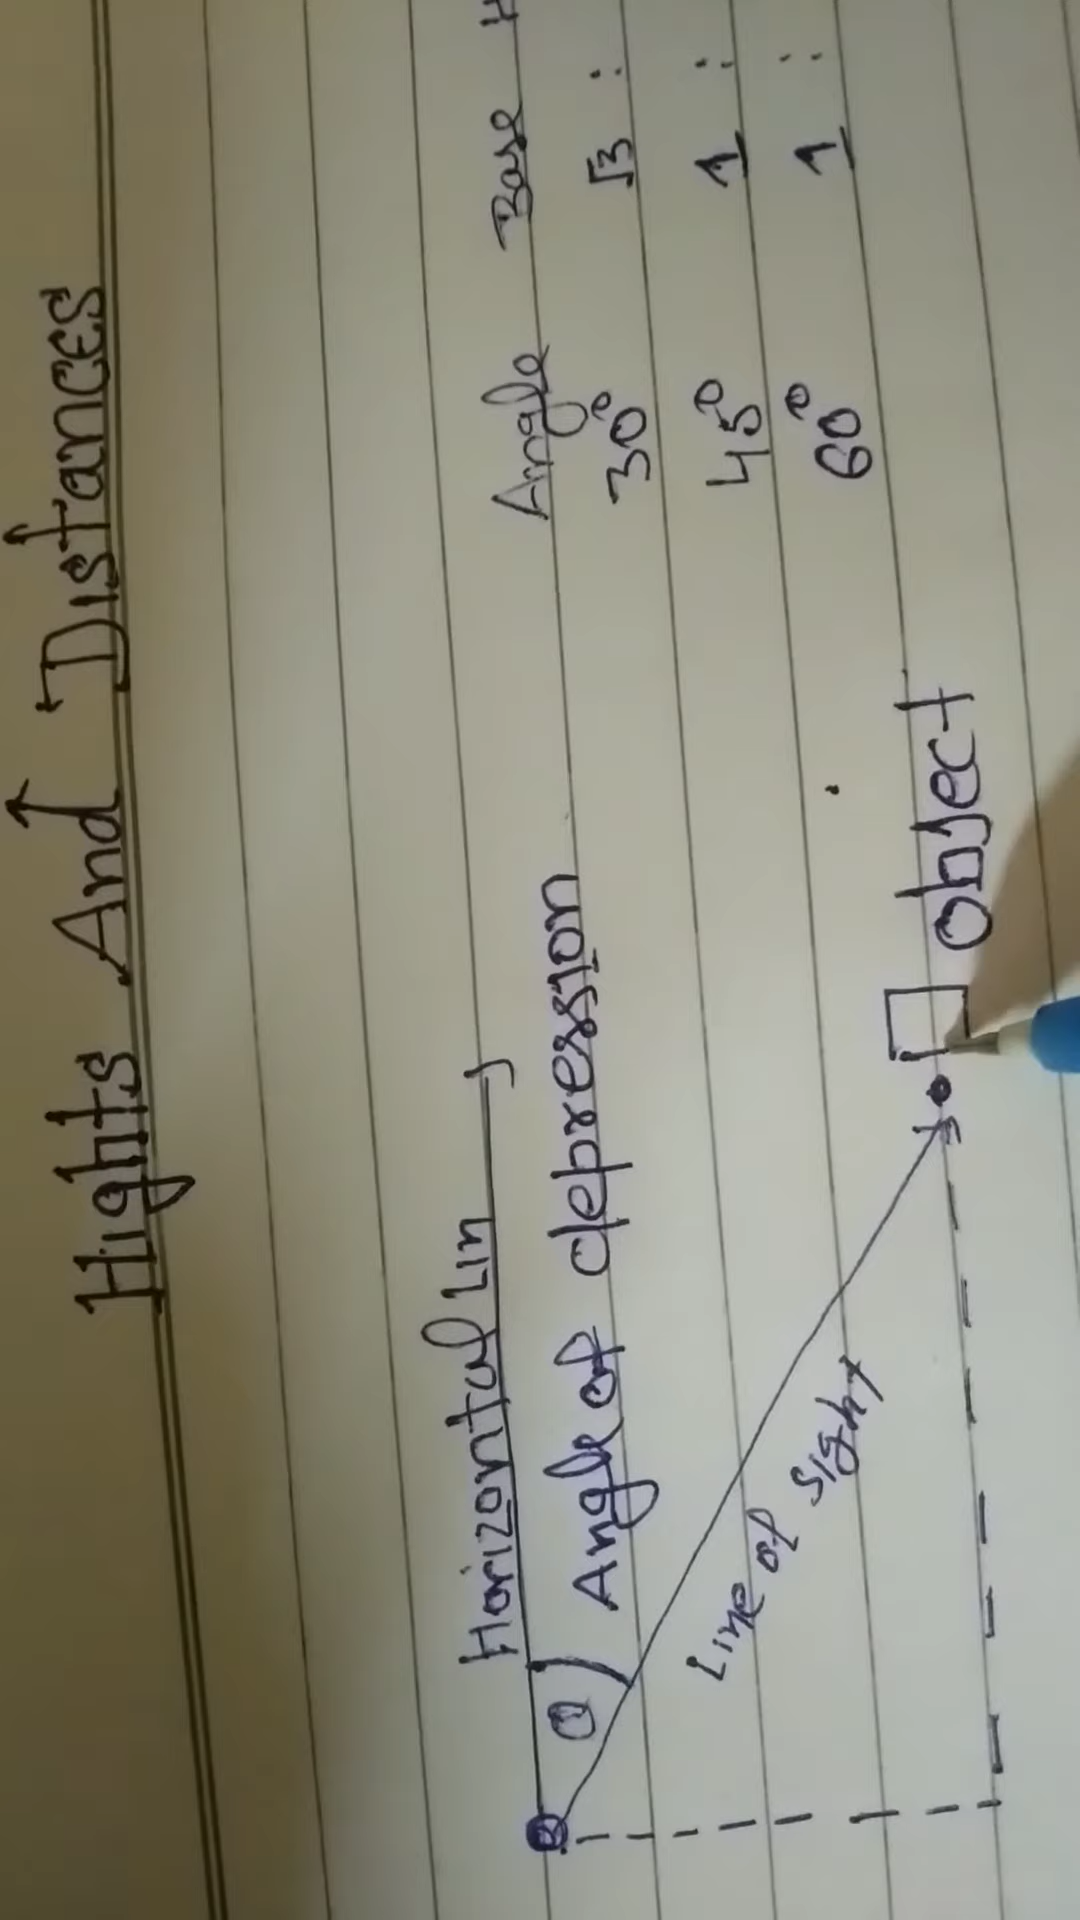 Hights And Distances
Horizontal Lin
Angle of depression
θ
Line of sight
object
Angle Base H
30° √3 :
45° 1 :
60° 1 :